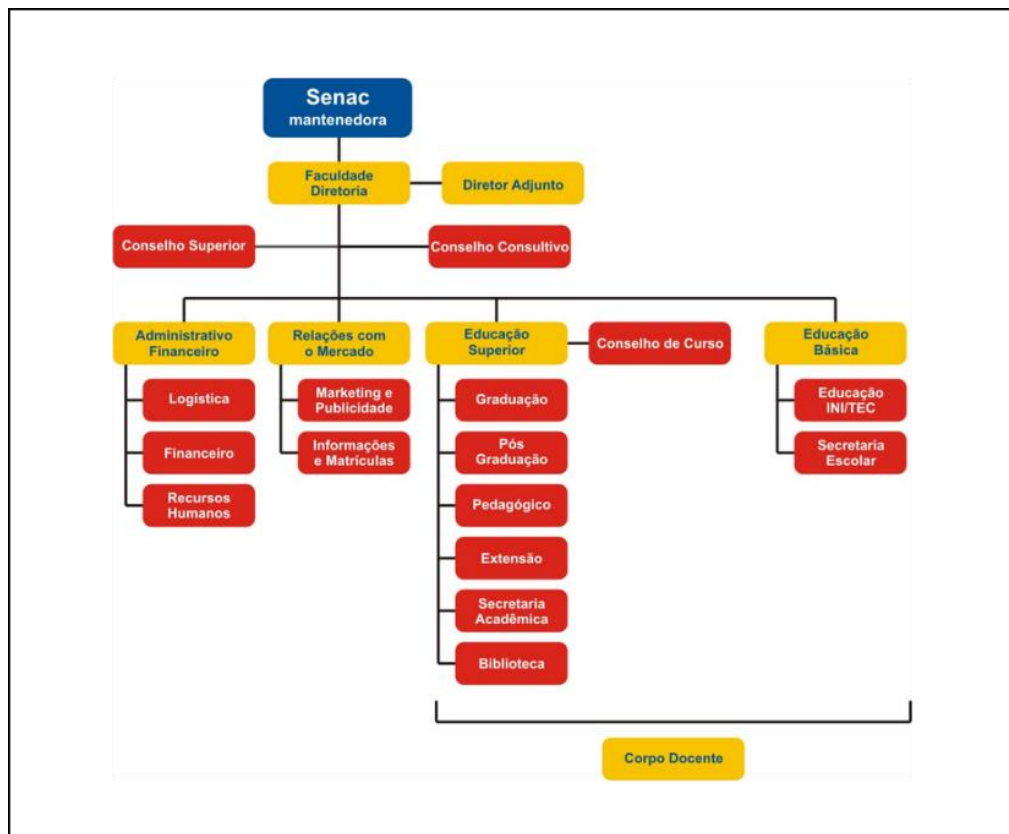 Senac
mantenedora
Faculdade
Diretoria
Diretor Adjunto
Conselho Superior
Conselho Consultivo
Administrativo
Financeiro
Relações com
o Mercado
Educação
Superior
Conselho de Curso
Educação
Básica
Logística
Financeiro
Recursos
Humanos
Marketing e
Publicidade
Informações
e Matrículas
Graduação
Pós
Graduação
Pedagógico
Extensão
Secretaria
Acadêmica
Biblioteca
Educação
INI/TEC
Secretaria
Escolar
Corpo Docente